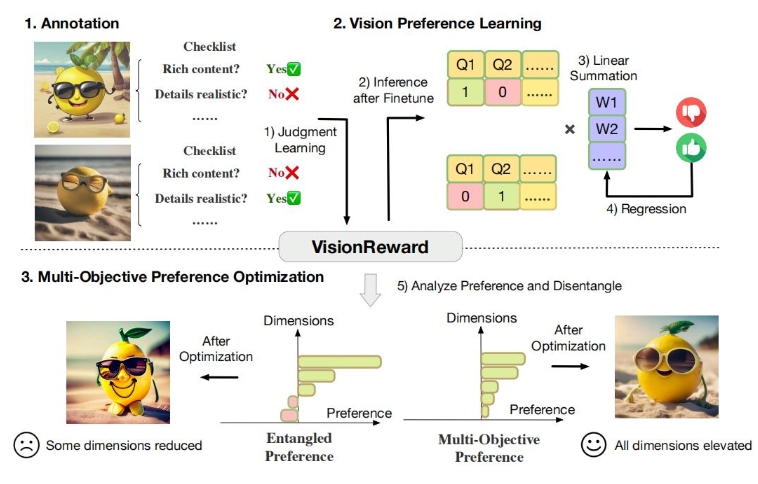 1. Annotation
Checklist
Rich content? Yes✅
Details realistic? No❌
......
Checklist
Rich content? No❌
Details realistic? Yes✅
......
1) Judgment
Learning
2. Vision Preference Learning
2) Inference
after Finetune
Q1 Q2 ......
1 0 ......
Q1 Q2 ......
0 1 ......
×
3) Linear
Summation
W1
W2
......
4) Regression
VisionReward
3. Multi-Objective Preference Optimization
5) Analyze Preference and Disentangle
After
Optimization
Dimensions
Preference
Entangled
Preference
Some dimensions reduced
Dimensions
Preference
Multi-Objective
Preference
After
Optimization
All dimensions elevated